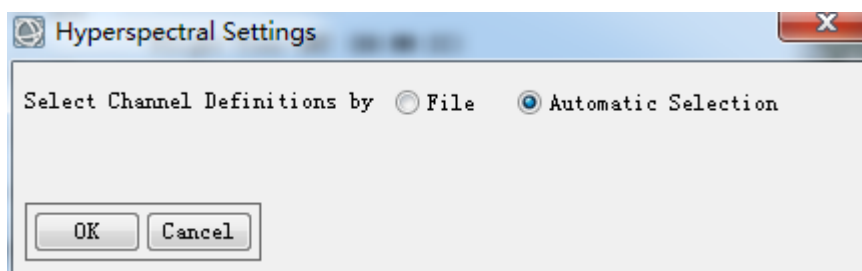 Hyperspectral Settings
Select Channel Definitions by File Automatic Selection
OK Cancel